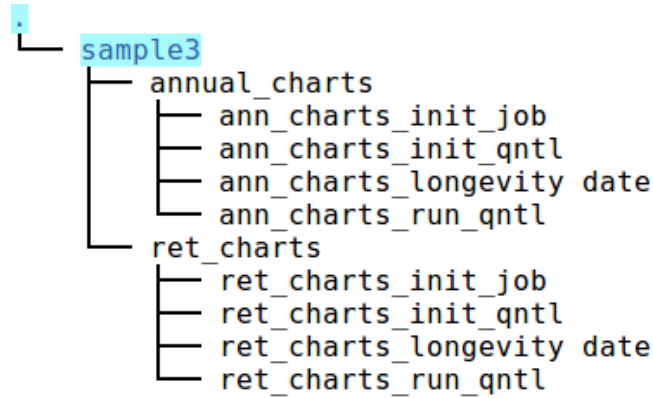 .
sample3
annual_charts
ann_charts_init_job
ann_charts_init_qntl
ann_charts_longevity date
ann_charts_run_qntl
ret_charts
ret_charts_init_job
ret_charts_init_qntl
ret_charts_longevity date
ret_charts_run_qntl